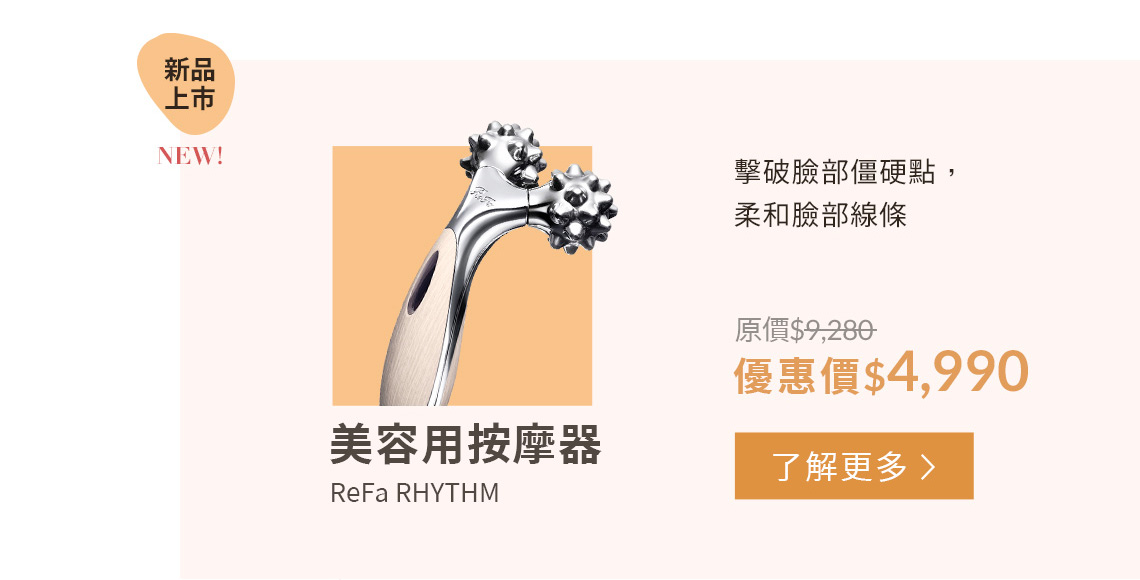 新品
上市
NEW!
ReFa
擊破臉部僵硬點，
柔和臉部線條
原價$9,280
優惠價$4,990
美容用按摩器
ReFa RHYTHM
了解更多 >